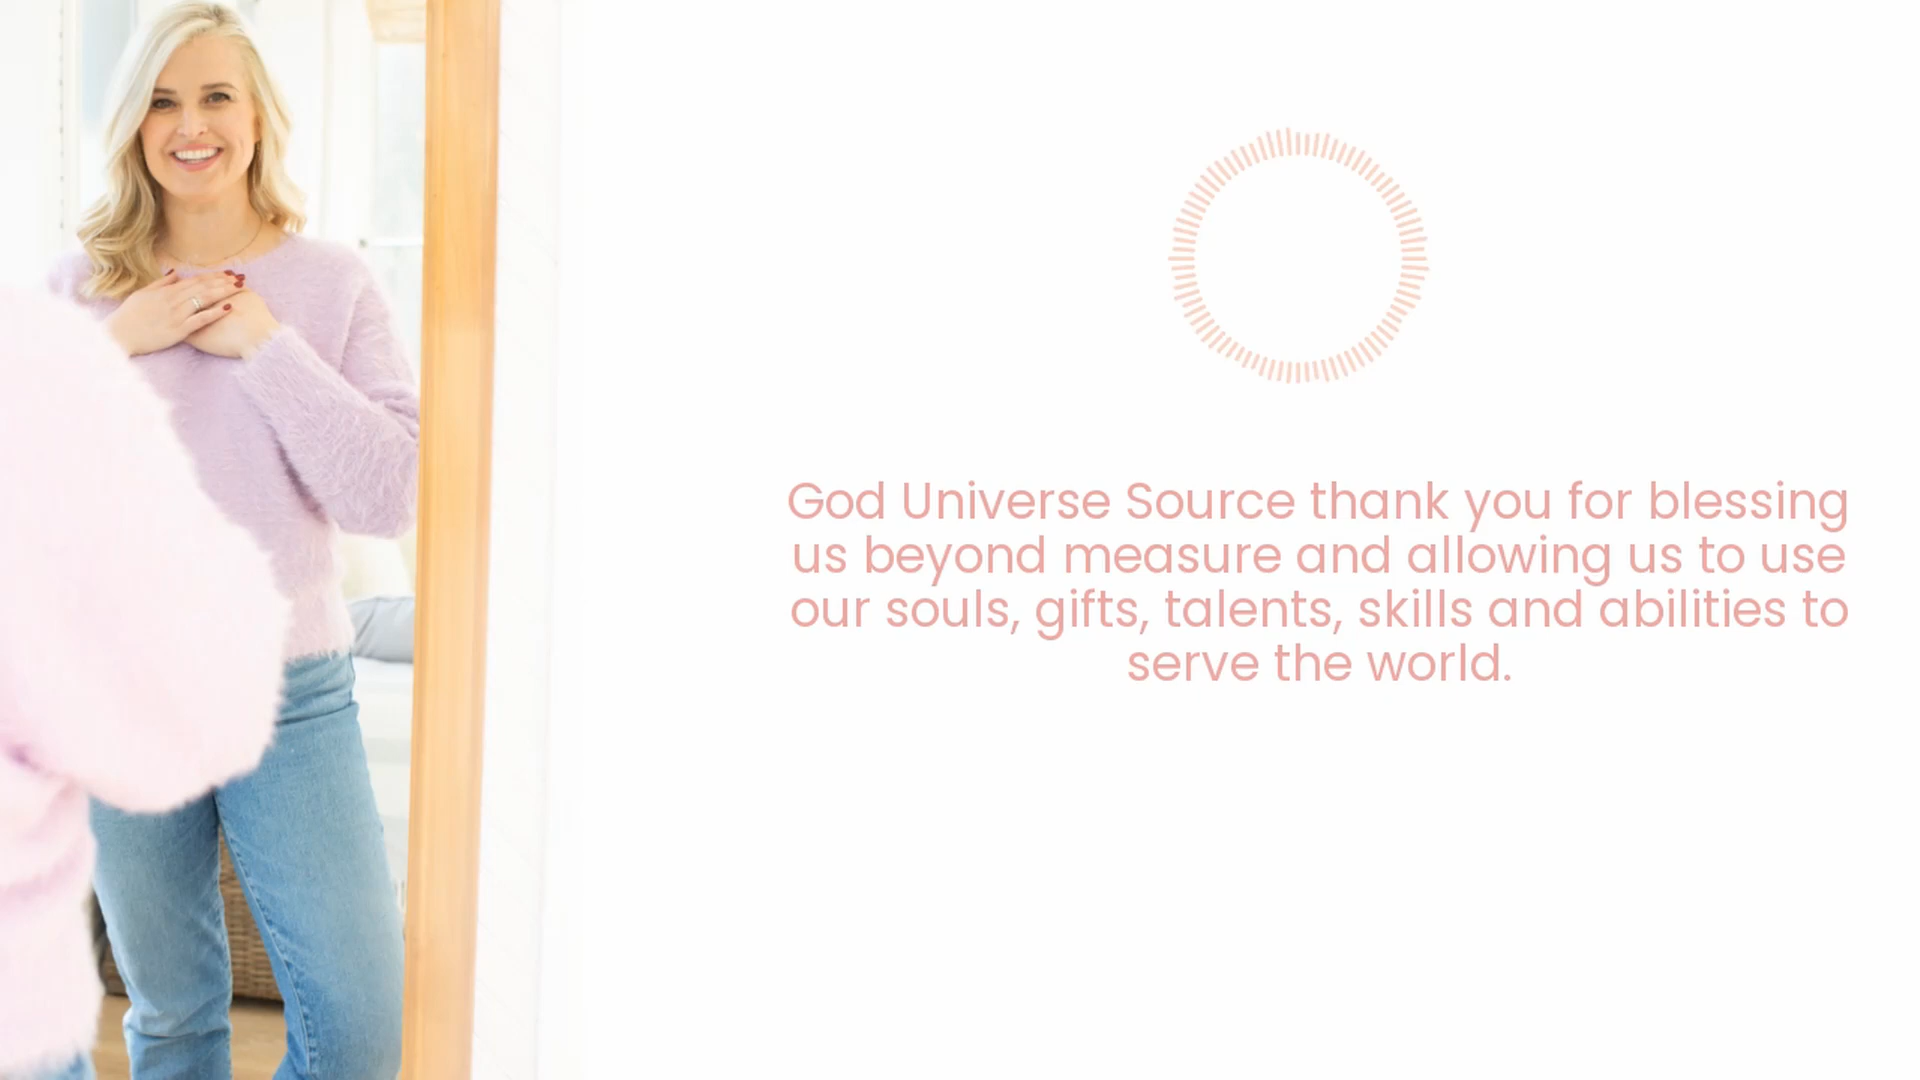 God Universe Source thank you for blessing
us beyond measure and allowing us to use
our souls, gifts, talents, skills and abilities to
serve the world.